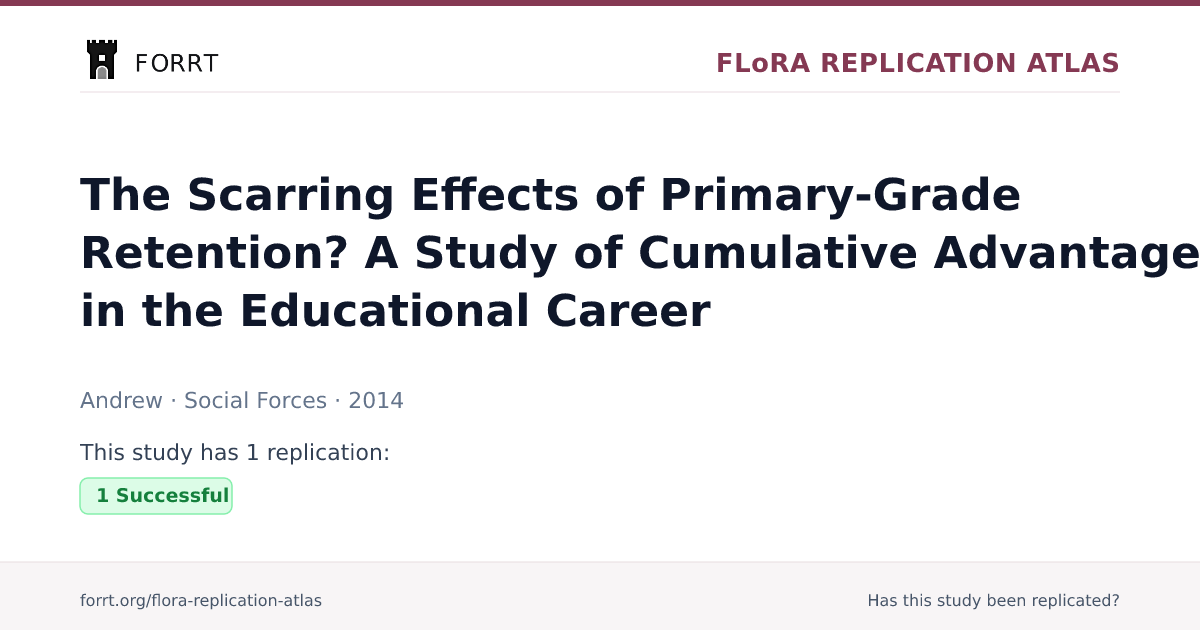 FORRT
FLoRA REPLICATION ATLAS
The Scarring Effects of Primary-Grade
Retention? A Study of Cumulative Advantage
in the Educational Career
Andrew · Social Forces · 2014
This study has 1 replication:
1 Successful
forrt.org/flora-replication-atlas
Has this study been replicated?